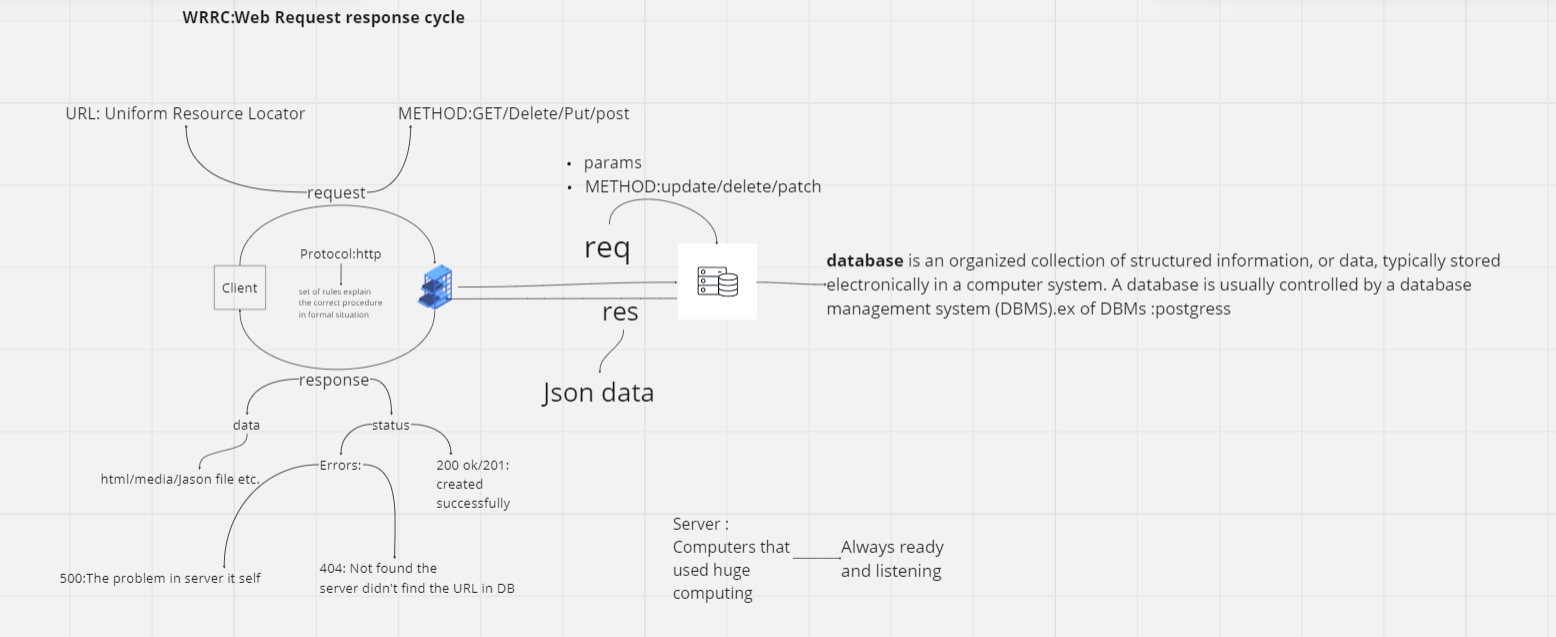 WRRC:Web Request response cycle
URL: Uniform Resource Locator
METHOD:GET/Delete/Put/post
• params
• METHOD:update/delete/patch
request
req
Protocol:http
set of rules explain
the correct procedure
in formal situation
Client
database is an organized collection of structured information, or data, typically stored
electronically in a computer system. A database is usually controlled by a database
management system (DBMS).ex of DBMs :postgress
res
response
Json data
data
status
html/media/Jason file etc.
Errors:
200 ok/201:
created
successfully
500:The problem in server it self
404: Not found the
server didn't find the URL in DB
Server :
Computers that
used huge
computing
Always ready
and listening